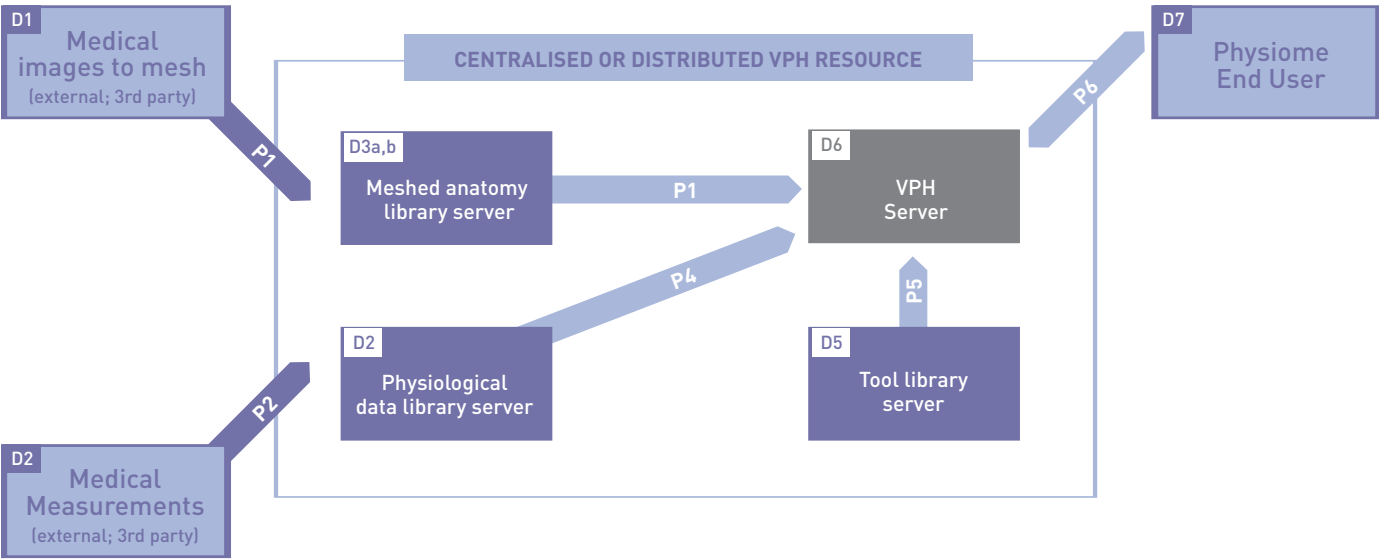 D1
Medical
images to mesh
(external; 3rd party)
CENTRALISED OR DISTRIBUTED VPH RESOURCE
D7
Physiome
End User
P1
P6
D3a,b
Meshed anatomy
library server
P1
D6
VPH
Server
P4
P5
D2
Physiological
data library server
D5
Tool library
server
P2
D2
Medical
Measurements
(external; 3rd party)